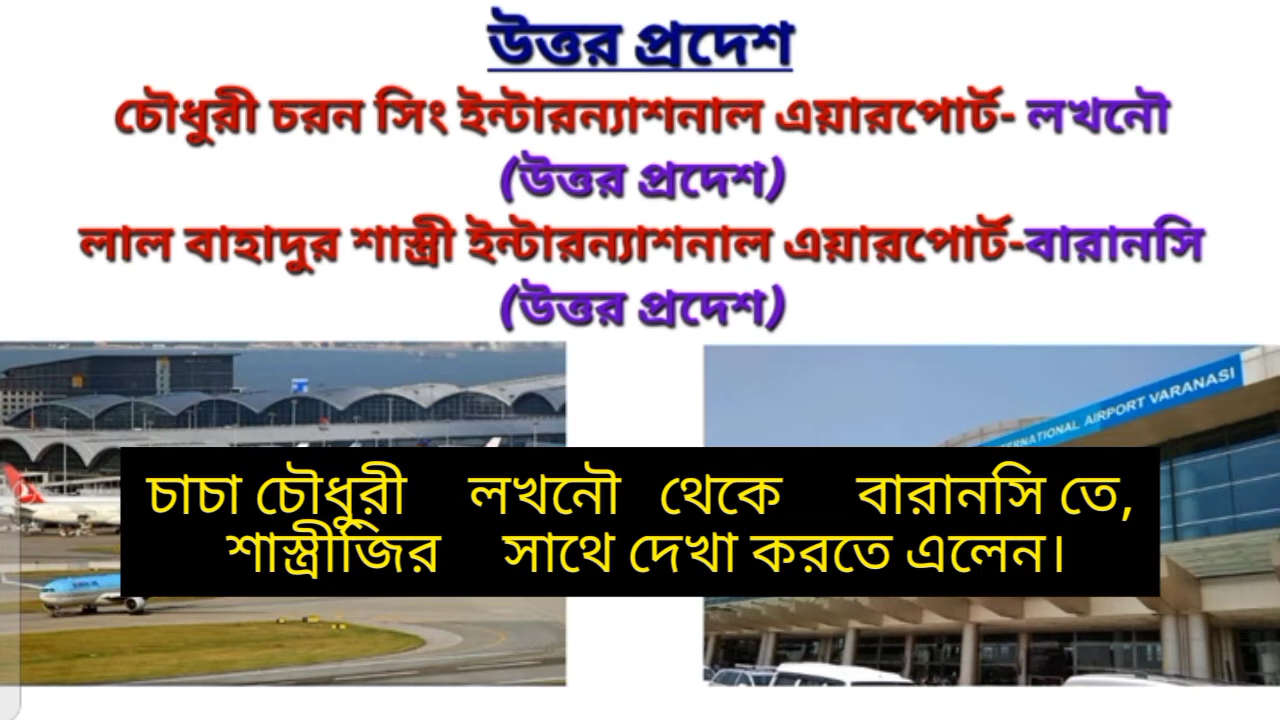 উত্তর প্রদেশ
চৌধুরী চরন সিং ইন্টারন্যাশনাল এয়ারপোর্ট- লখনৌ
(উত্তর প্রদেশ)
লাল বাহাদুর শাস্ত্রী ইন্টারন্যাশনাল এয়ারপোর্ট-বারানসি
(উত্তর প্রদেশ)
INTERNATIONAL AIRPORT VARANASI
চাচা চৌধুরী লখনৌ থেকে বারানসি তে,
শাস্ত্রীজির সাথে দেখা করতে এলেন।